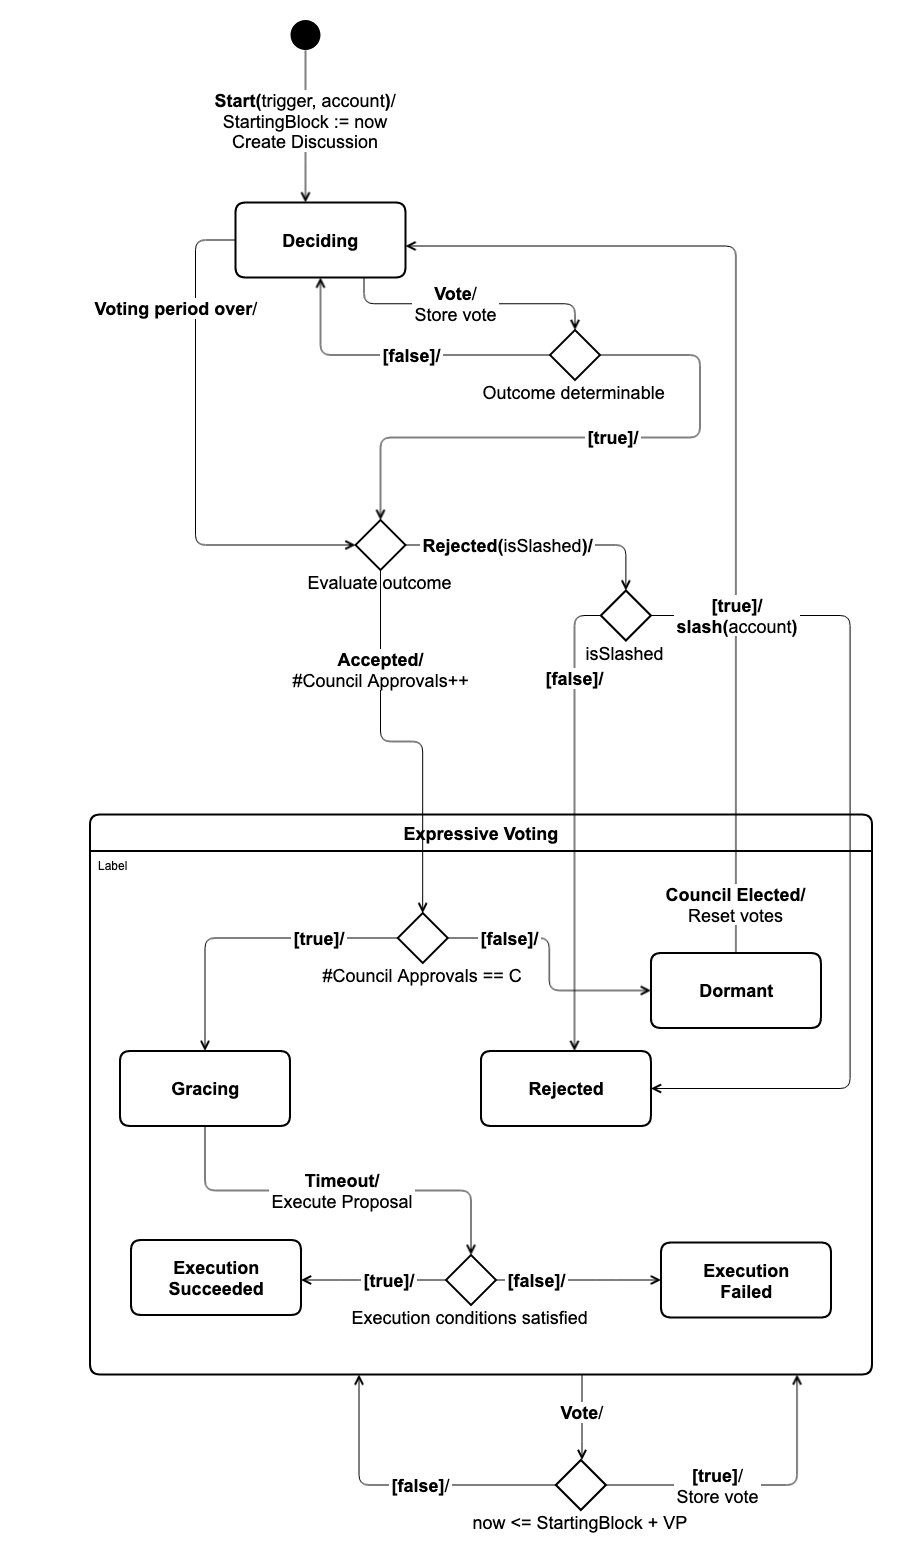 Start(trigger, account)/
StartingBlock := now
Create Discussion
Deciding
Voting period over/
Vote/
Store vote
[false]/
Outcome determinable
[true]/
Rejected(isSlashed)/
Evaluate outcome
[true]/
slash(account)
isSlashed
[false]/
Accepted/
#Council Approvals++
Expressive Voting
Label
Council Elected/
Reset votes
[true]/
[false]/
#Council Approvals == C
Dormant
Gracing
Rejected
Timeout/
Execute Proposal
Execution
Succeeded
[true]/
[false]/
Execution
Failed
Execution conditions satisfied
Vote/
[false]/
[true]/
Store vote
now <= StartingBlock + VP